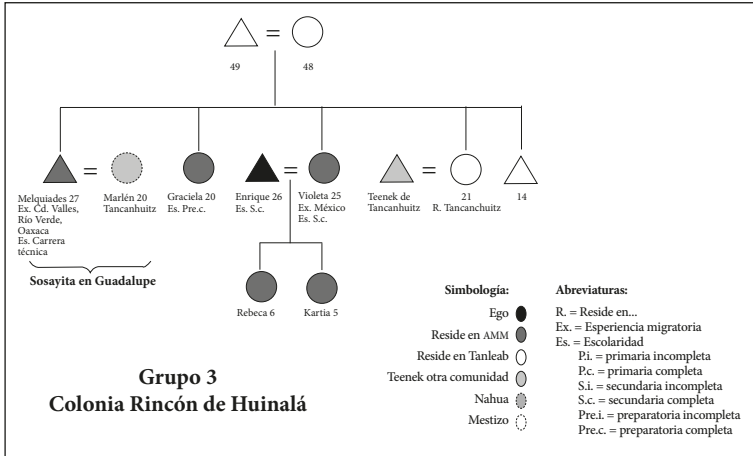 49
48
Melquiades 27
Ex. Cd. Valles,
Río Verde,
Oaxaca
Es. Carrera
técnica
Marlén 20
Tancanhuitz
Graciela 20
Es. Pre.c.
Enrique 26
Es. S.c.
Violeta 25
Ex. México
Es. S.c.
Teenek de
Tancanhuitz
21
R. Tancanchuitz
14
Sosayita en Guadalupe
Rebeca 6
Kartia 5
Grupo 3
Colonia Rincón de Huinalá
Simbología:
Ego
Reside en AMM
Reside en Tanleab
Teenek otra comunidad
Nahua
Mestizo
Abreviaturas:
R. = Reside en...
Ex. = Esperiencia migratoria
Es. = Escolaridad
P.i. = primaria incompleta
P.c. = primaria completa
S.i. = secundaria incompleta
S.c. = secundaria completa
Pre.i. = preparatoria incompleta
Pre.c. = preparatoria completa